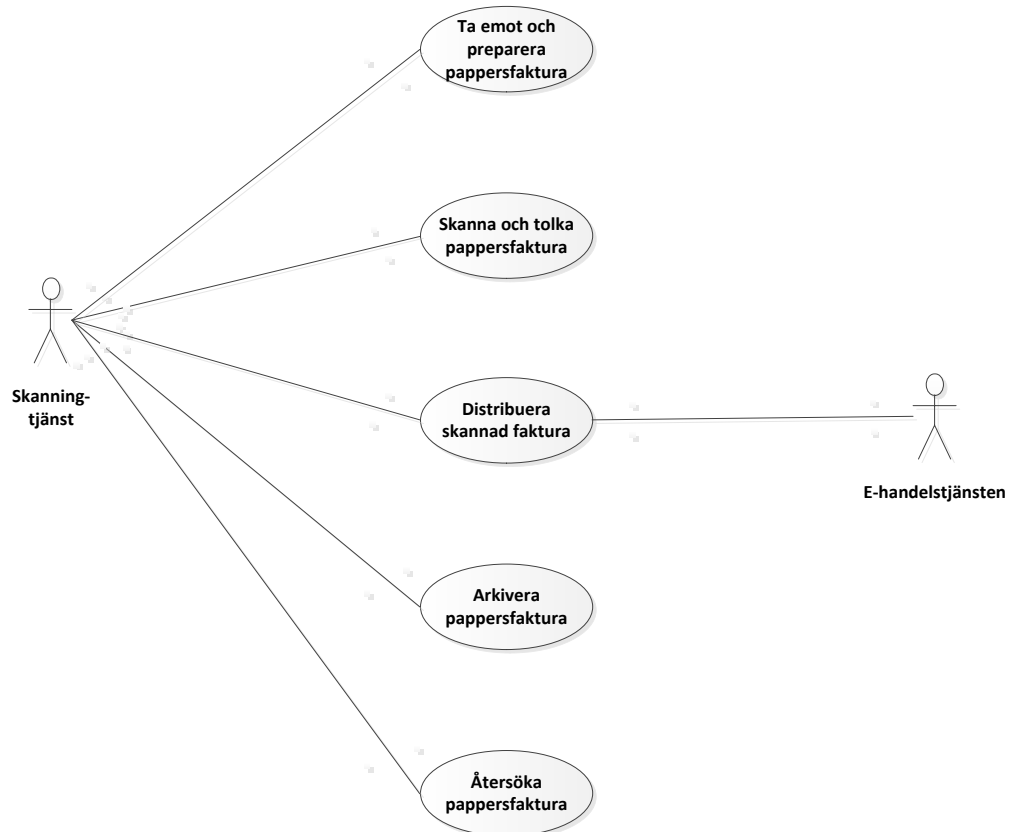 Ta emot och
preparera
pappersfaktura
Skanna och tolka
pappersfaktura
Skanning-
tjänst
Distribuera
skannad faktura
E-handelstjänsten
Arkivera
pappersfaktura
Återsöka
pappersfaktura